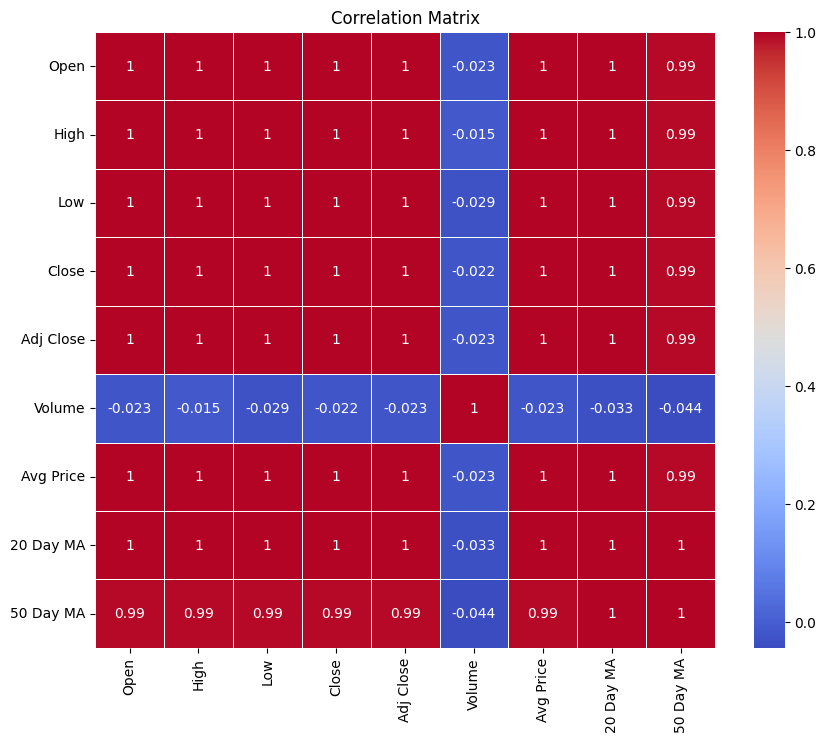 Correlation Matrix
Open 1 1 1 1 1 -0.023 1 1 0.99
High 1 1 1 1 1 -0.015 1 1 0.99
Low 1 1 1 1 1 -0.029 1 1 0.99
Close 1 1 1 1 1 -0.022 1 1 0.99
Adj Close 1 1 1 1 1 -0.023 1 1 0.99
Volume -0.023 -0.015 -0.029 -0.022 -0.023 1 -0.023 -0.033 -0.044
Avg Price 1 1 1 1 1 -0.023 1 1 0.99
20 Day MA 1 1 1 1 1 -0.033 1 1 1
50 Day MA 0.99 0.99 0.99 0.99 0.99 -0.044 0.99 1 1
Open High Low Close Adj Close Volume Avg Price 20 Day MA 50 Day MA
1.0
0.8
0.6
0.4
0.2
0.0